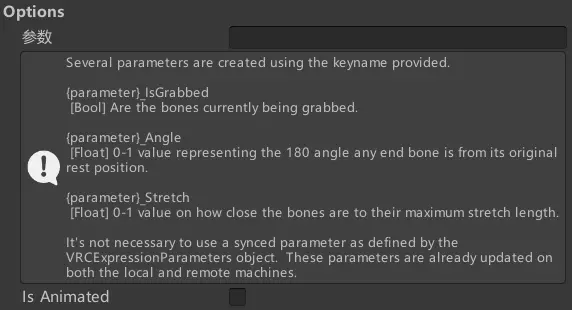 Options
参数
Several parameters are created using the keyname provided.
{parameter}_IsGrabbed
[Bool] Are the bones currently being grabbed.
{parameter}_Angle
[Float] 0-1 value representing the 180 angle any end bone is from its original
rest position.
{parameter}_Stretch
[Float] 0-1 value on how close the bones are to their maximum stretch length.
It's not necessary to use a synced parameter as defined by the
VRCExpressionParameters object.  These parameters are already updated on
both the local and remote machines.
Is Animated